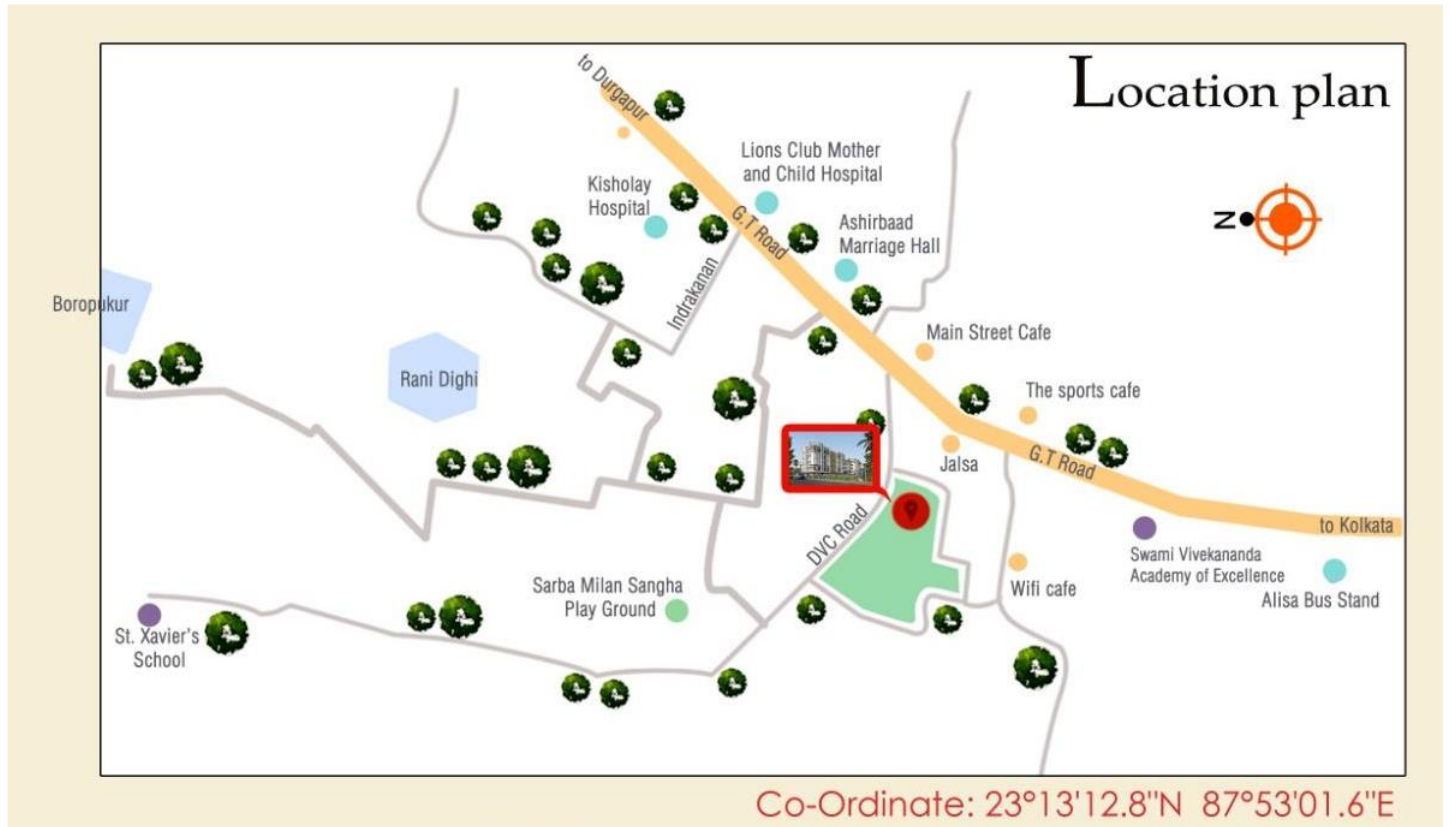 Location plan
to Durgapur
Lions Club Mother
and Child Hospital
Kisholay
Hospital
G.T Road
Ashirbaad
Marriage Hall
N
Indrakanan
Boropukur
Main Street Cafe
Rani Dighi
The sports cafe
Jalsa
G.T Road
to Kolkata
DVC Road
Swami Vivekananda
Academy of Excellence
Sarba Milan Sangha
Play Ground
Wifi cafe
Alisa Bus Stand
St. Xavier's
School
Co-Ordinate: 23°13'12.8"N 87°53'01.6"E